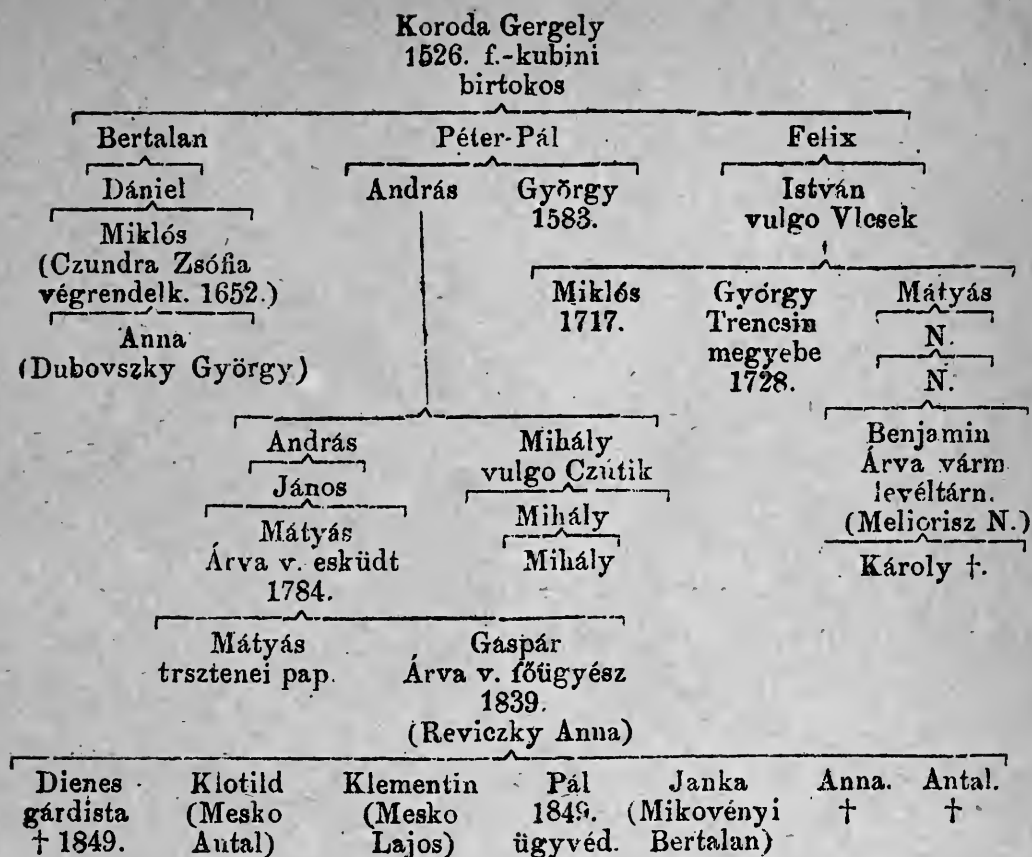 Koroda Gergely
1526. f.-kubini
birtokos
Bertalan Péter-Pál Felix
Dániel András György István
1583. vulgo Vlcsek
Miklós
(Czundra Zsófia
végrendelk. 1652.)
Miklós György Mátyás
1717. Trencsin N.
megyebe N.
1728.
Anna
(Dubovszky György)
András Mihály Benjamin
vulgo Czútik Árva várm
János Mihály levéltárn.
Mátyás Mihály (Meliorisz N.)
Árva v. esküdt Károly †.
1784.
Mátyás Gáspár
trsztenei pap. Árva v. főügyész
1839.
(Reviczky Anna)
Dienes Klotild Klementin Pál Janka Anna. Antal.
gárdista (Mesko (Mesko 1849. (Mikovényi † †
† 1849. Antal) Lajos) ügyvéd. Bertalan)